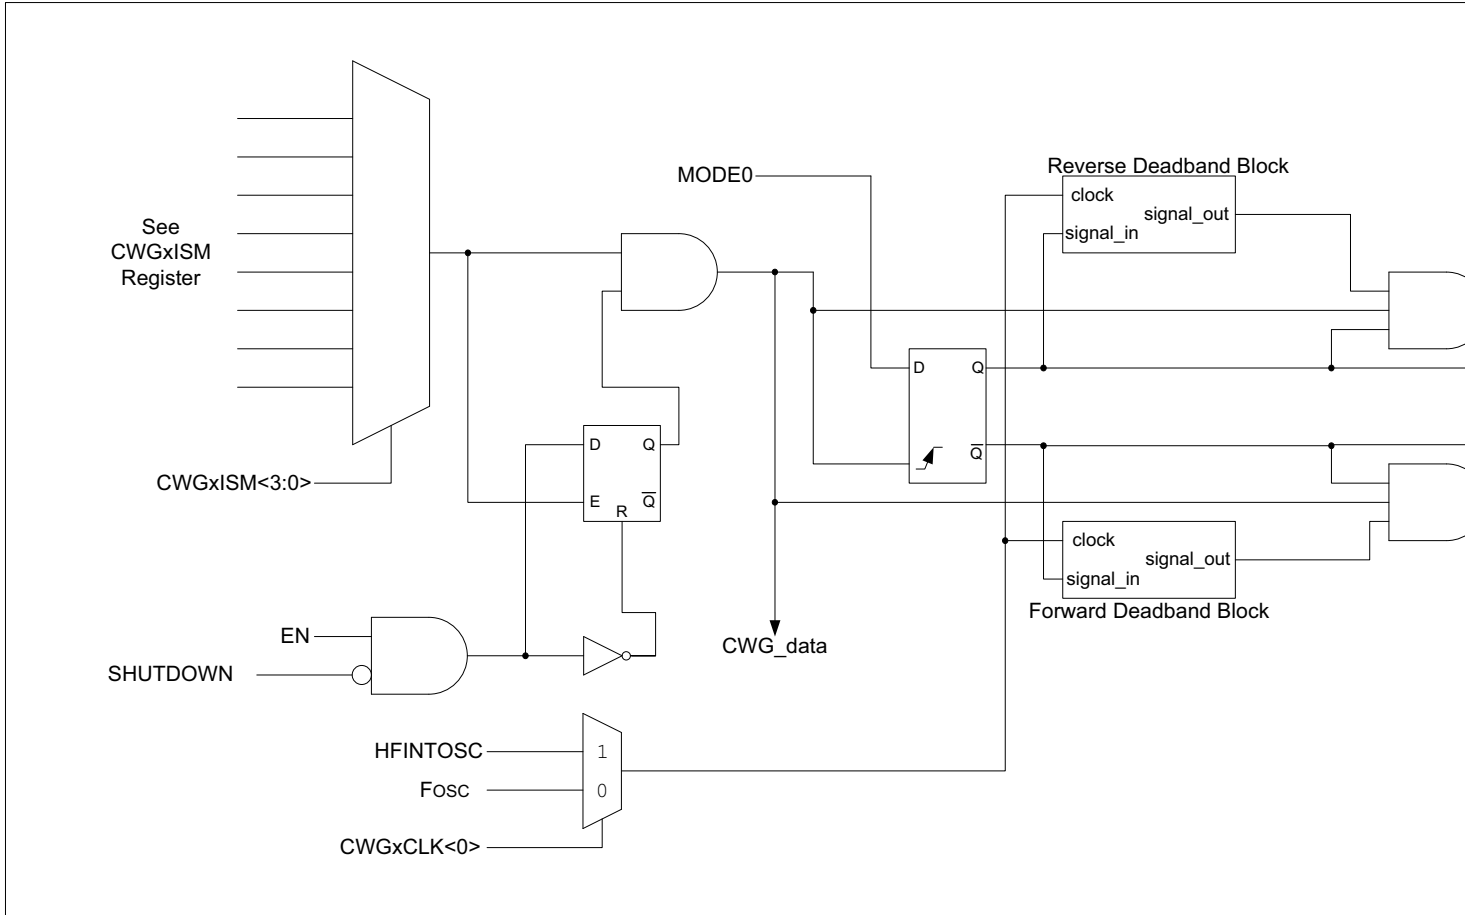 MODE0
Reverse Deadband Block
clock
signal_out
signal_in
See
CWGxISM
Register
D
Q
Q̅
D
Q
E
Q̅
R
CWGxISM<3:0>
clock
signal_out
signal_in
Forward Deadband Block
EN
SHUTDOWN
CWG_data
HFINTOSC
1
FOSC
0
CWGxCLK<0>